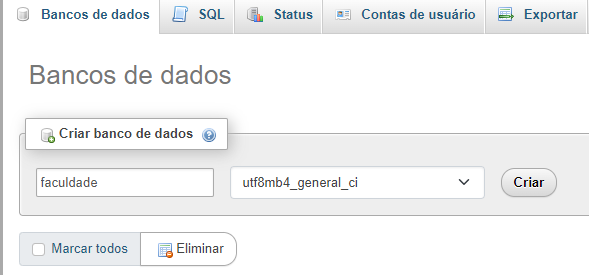 Bancos de dados SQL Status Contas de usuário Exportar
Bancos de dados
Criar banco de dados
faculdade utf8mb4_general_ci Criar
Marcar todos Eliminar